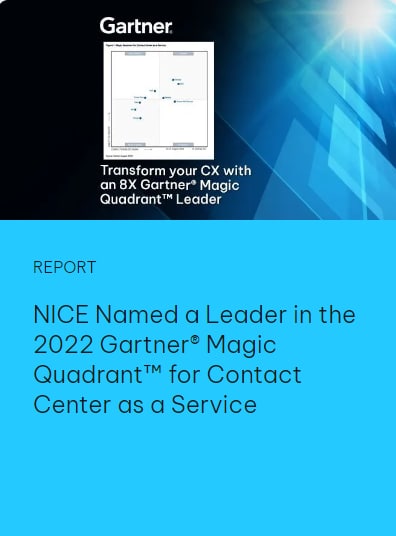 Gartner®
Transform your CX with
an 8X Gartner® Magic
Quadrant™ Leader
REPORT
NICE Named a Leader in the
2022 Gartner® Magic
Quadrant™ for Contact
Center as a Service